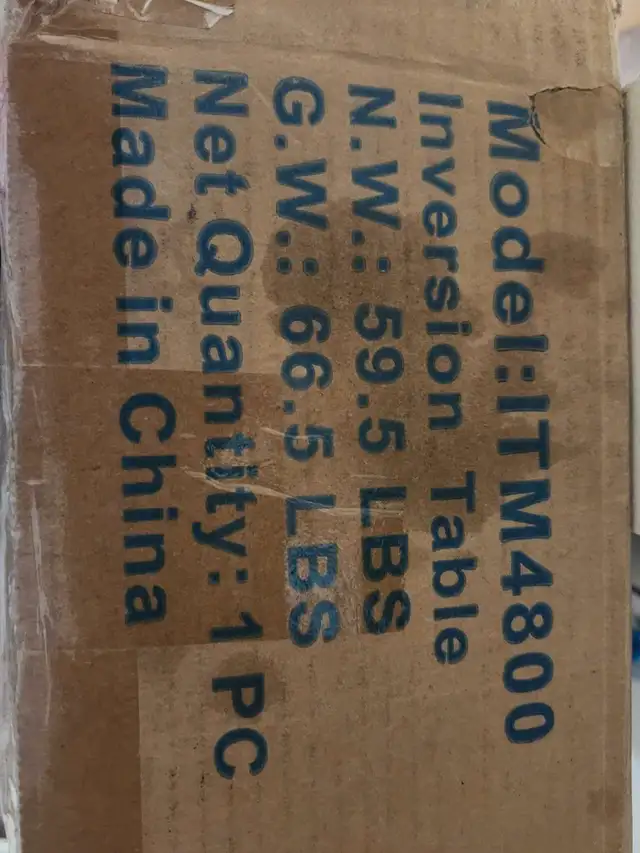 Model:ITM4800
Inversion Table
N.W.: 59.5 LBS
G.W.: 66.5 LBS
Net Quantity: 1 PC
Made in China